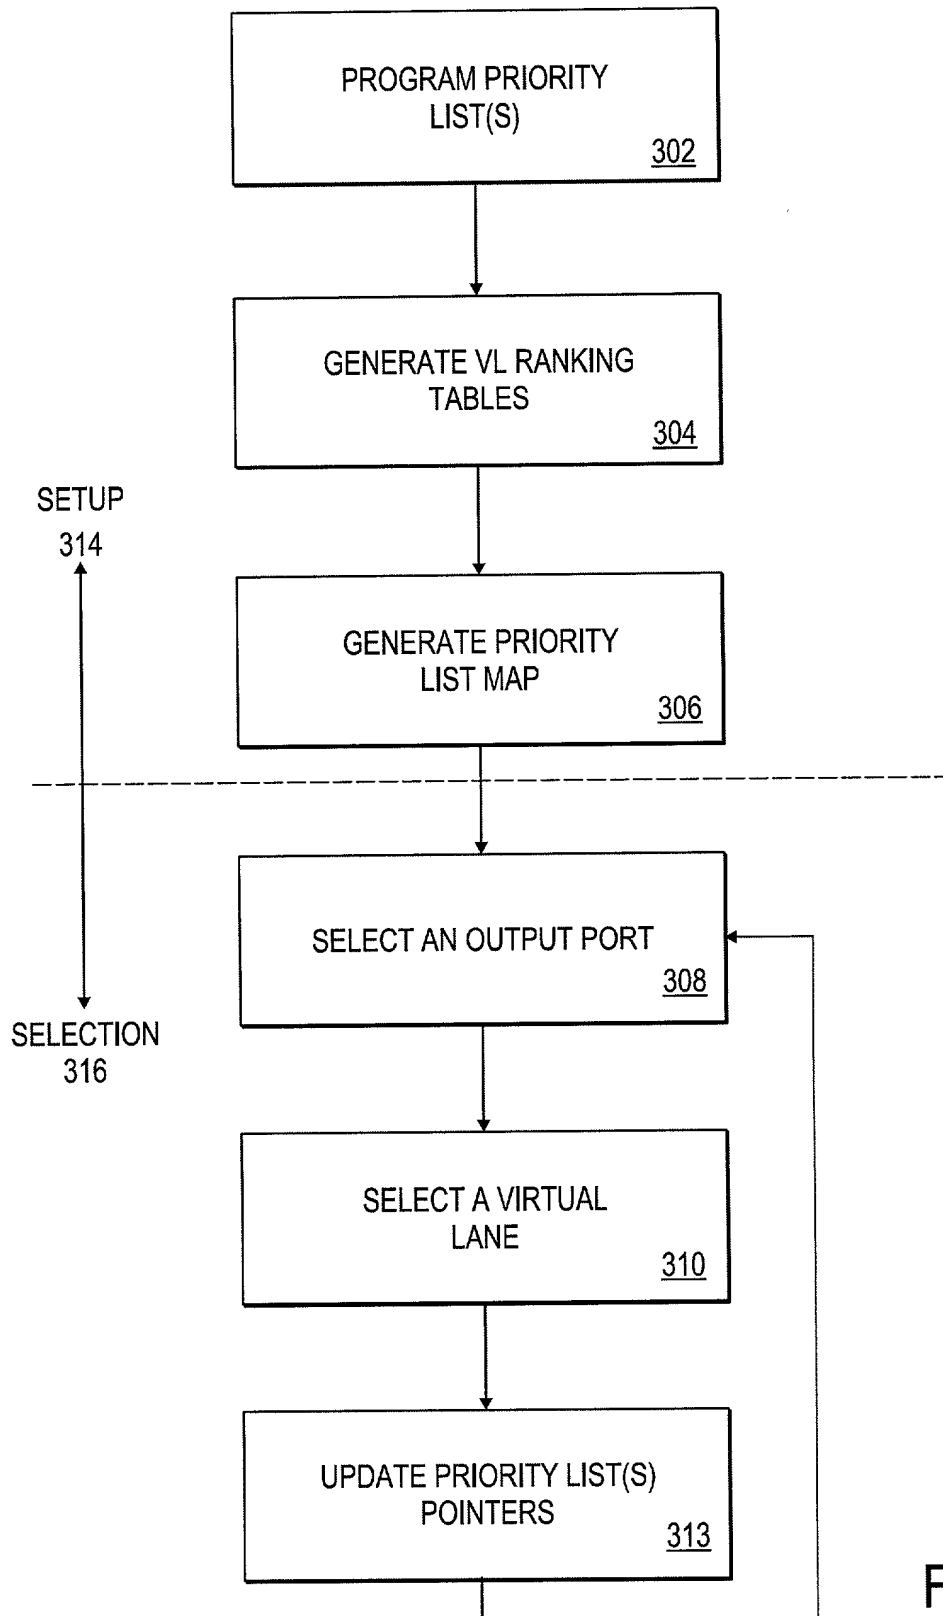 PROGRAM PRIORITY
LIST(S)
302
GENERATE VL RANKING
TABLES
304
SETUP
314
GENERATE PRIORITY
LIST MAP
306
SELECT AN OUTPUT PORT
308
SELECTION
316
SELECT A VIRTUAL
LANE
310
UPDATE PRIORITY LIST(S)
POINTERS
313
F